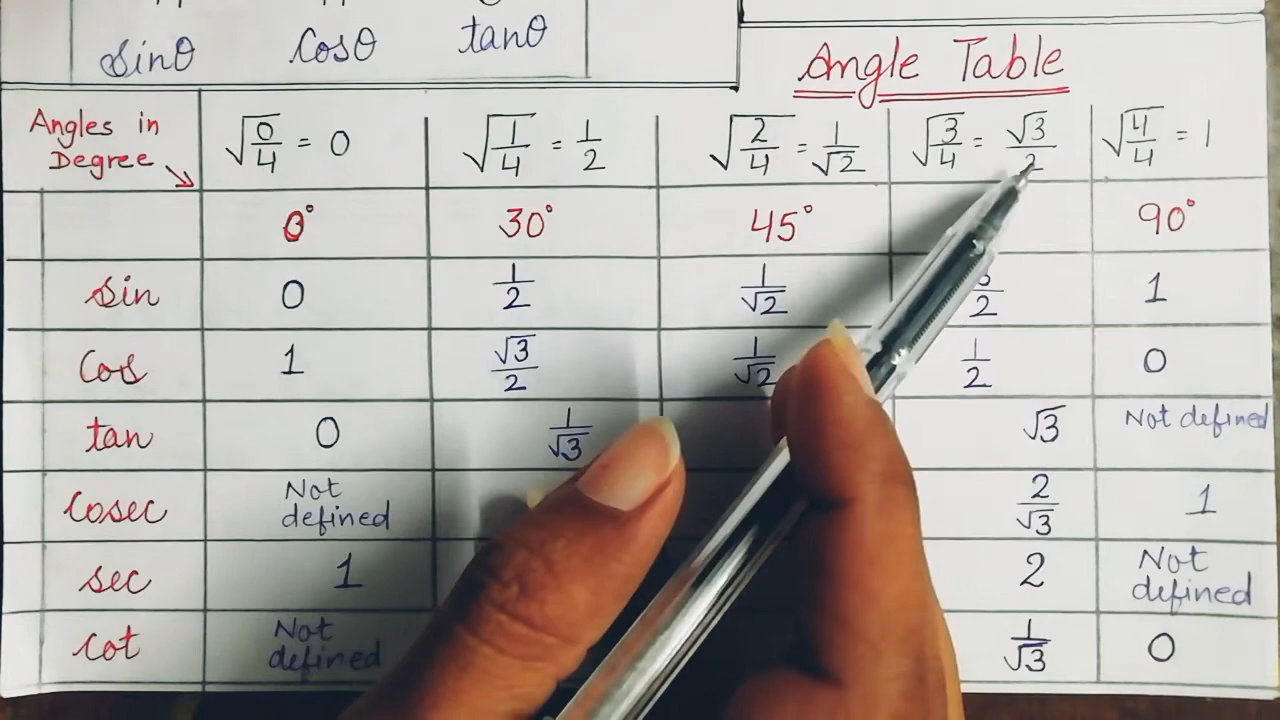 sinθ cosθ tanθ
Angle Table
Angles in Degree ↘ √0/4 = 0 √1/4 = 1/2 √2/4 = 1/√2 √3/4 = √3/2 √4/4 = 1
0° 30° 45° 90°
sin 0 1/2 1/√2 2 1
Cos 1 √3/2 1/√2 1/2 0
tan 0 1/√3 √3 Not defined
Cosec Not defined 2/√3 1
sec 1 2 Not defined
Cot Not defined 1/√3 0